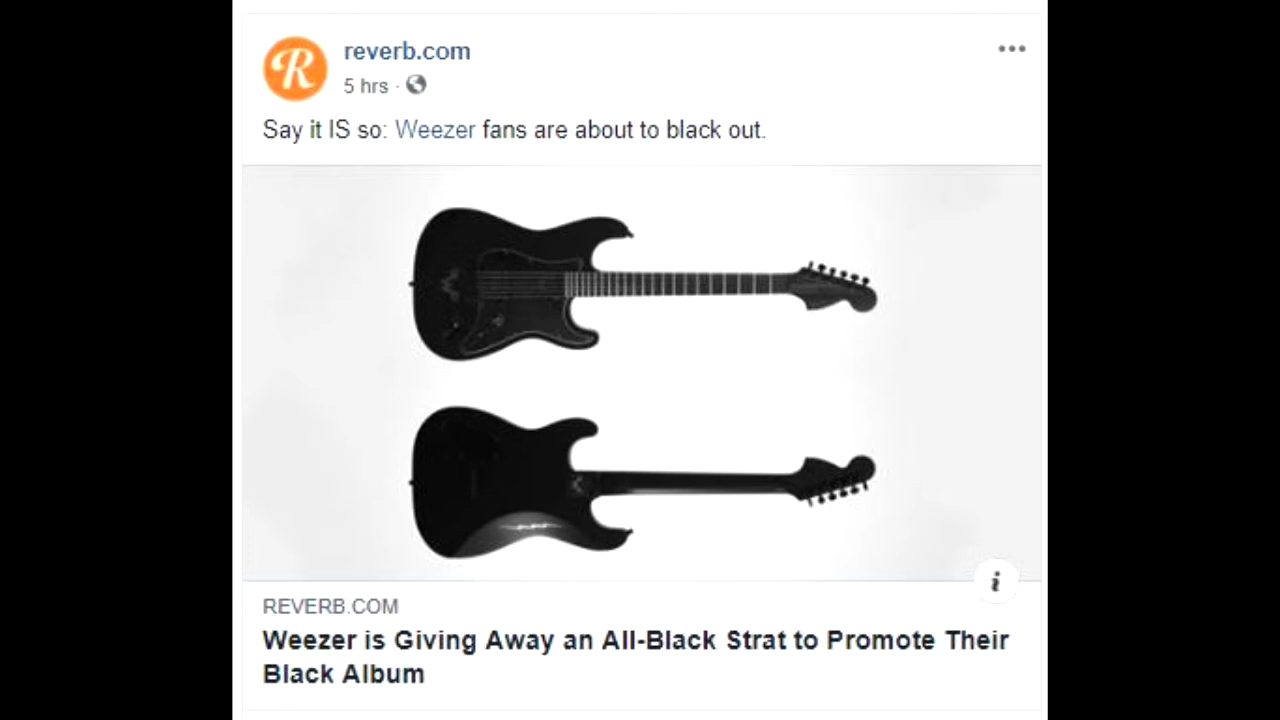 R
reverb.com
5 hrs ·
Say it IS so: Weezer fans are about to black out.
i
REVERB.COM
Weezer is Giving Away an All-Black Strat to Promote Their
Black Album